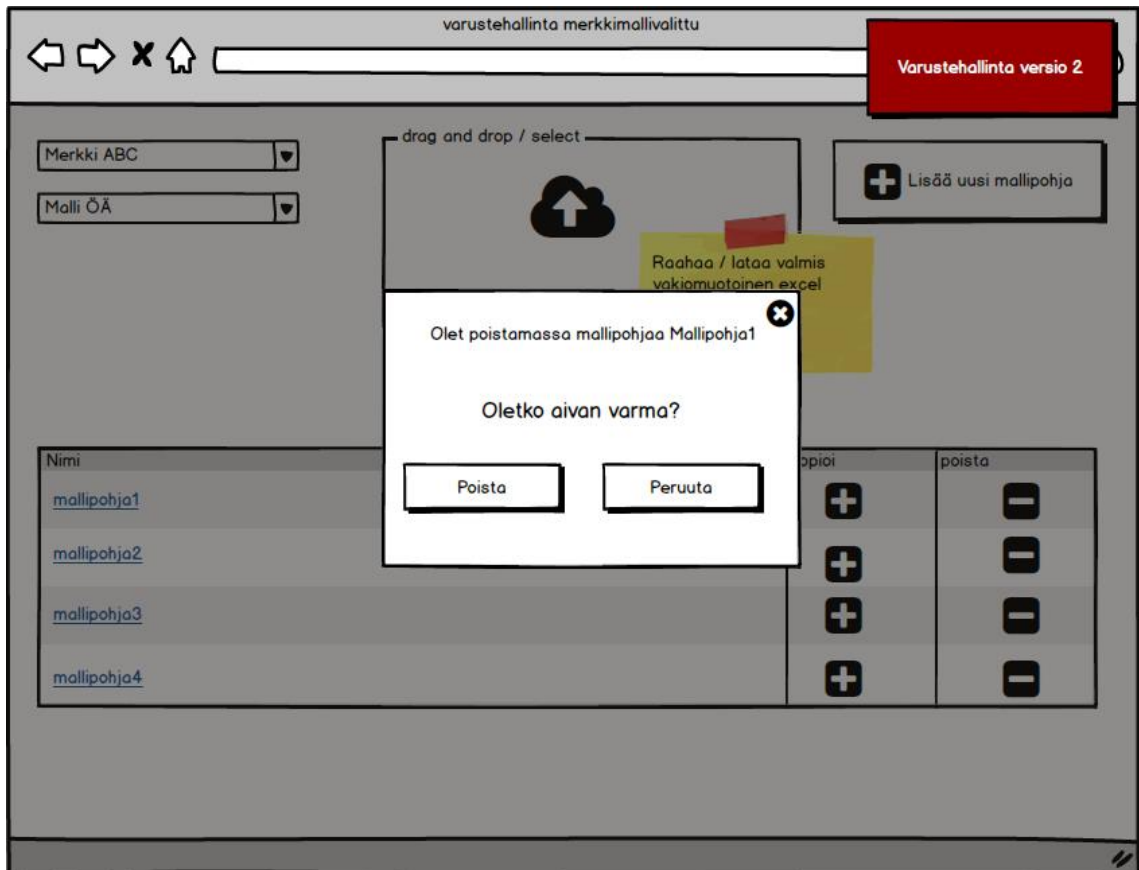 varustehallinta merkkimallivalittu
Varustehallinta versio 2
Merkki ABC
drag and drop / select
Lisää uusi mallipohja
Malli ÖÄ
Raahaa / lataa valmis
vakiomuotoinen excel
Olet poistamassa mallipohjaa Mallipohja1
Oletko aivan varma?
Poista
Peruuta
Nimi
opioi
poista
mallipohja1
mallipohja2
mallipohja3
mallipohja4